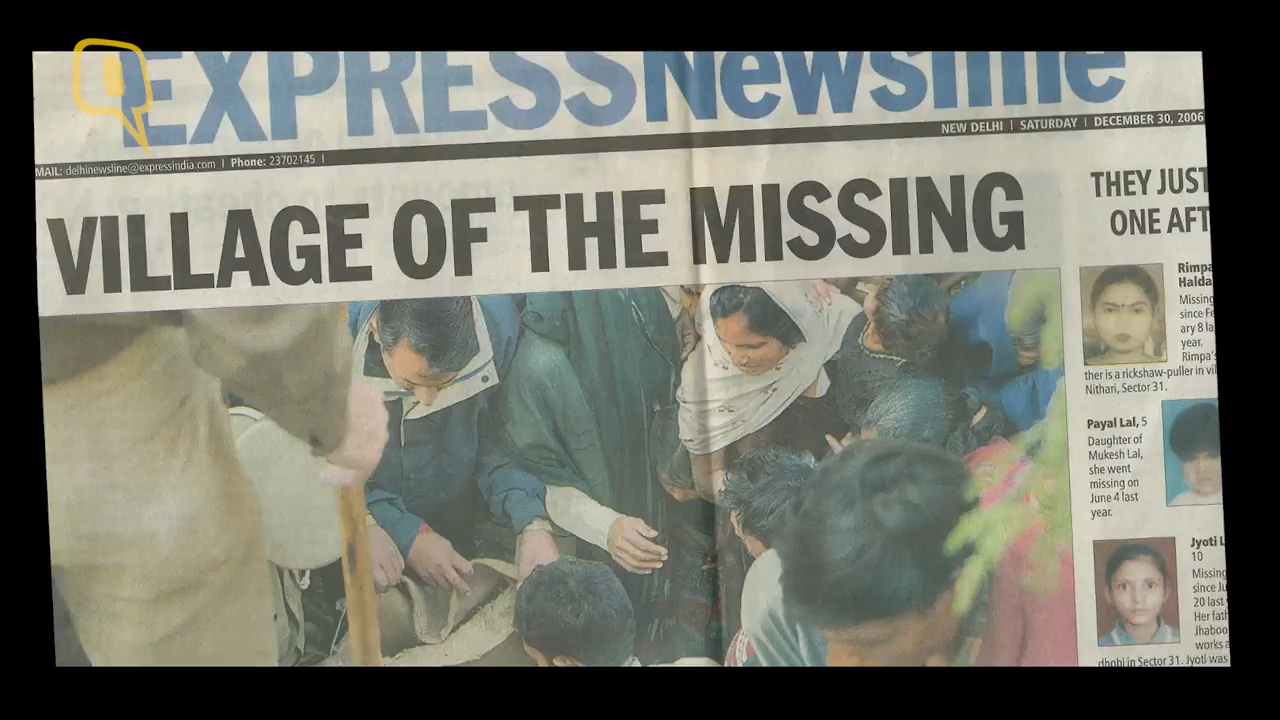 EXPRESSNewsline
NEW DELHI | SATURDAY | DECEMBER 30, 2006
MAIL: delhinewsline@expressindia.com | Phone: 23702145 |
VILLAGE OF THE MISSING
THEY JUST
ONE AFT
Rimpa
Halda
Missing
since Fe
ary 8 la
year.
Rimpa's
ther is a rickshaw-puller in vil
Nithari, Sector 31.
Payal Lal, 5
Daughter of
Mukesh Lal,
she went
missing on
June 4 last
year.
Jyoti L
10
Missing
since Ju
20 last
Her fath
Jhaboo
works a
dhobi in Sector 31. Jyoti was